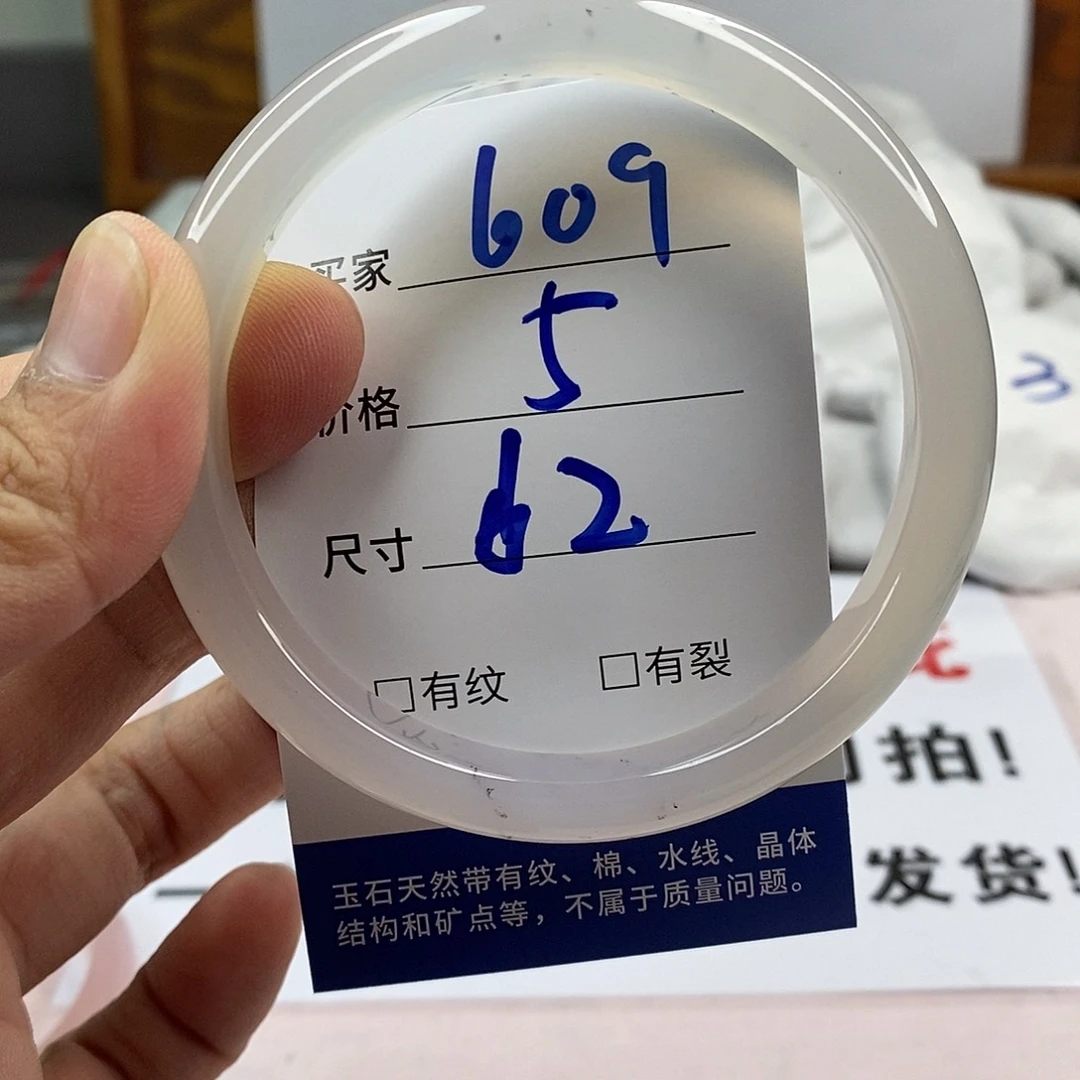 买家 609
价格 5
尺寸 62
□有纹 □有裂
玉石天然带有纹、棉、水线、晶体
结构和矿点等，不属于质量问题。
拍!
发货!
3